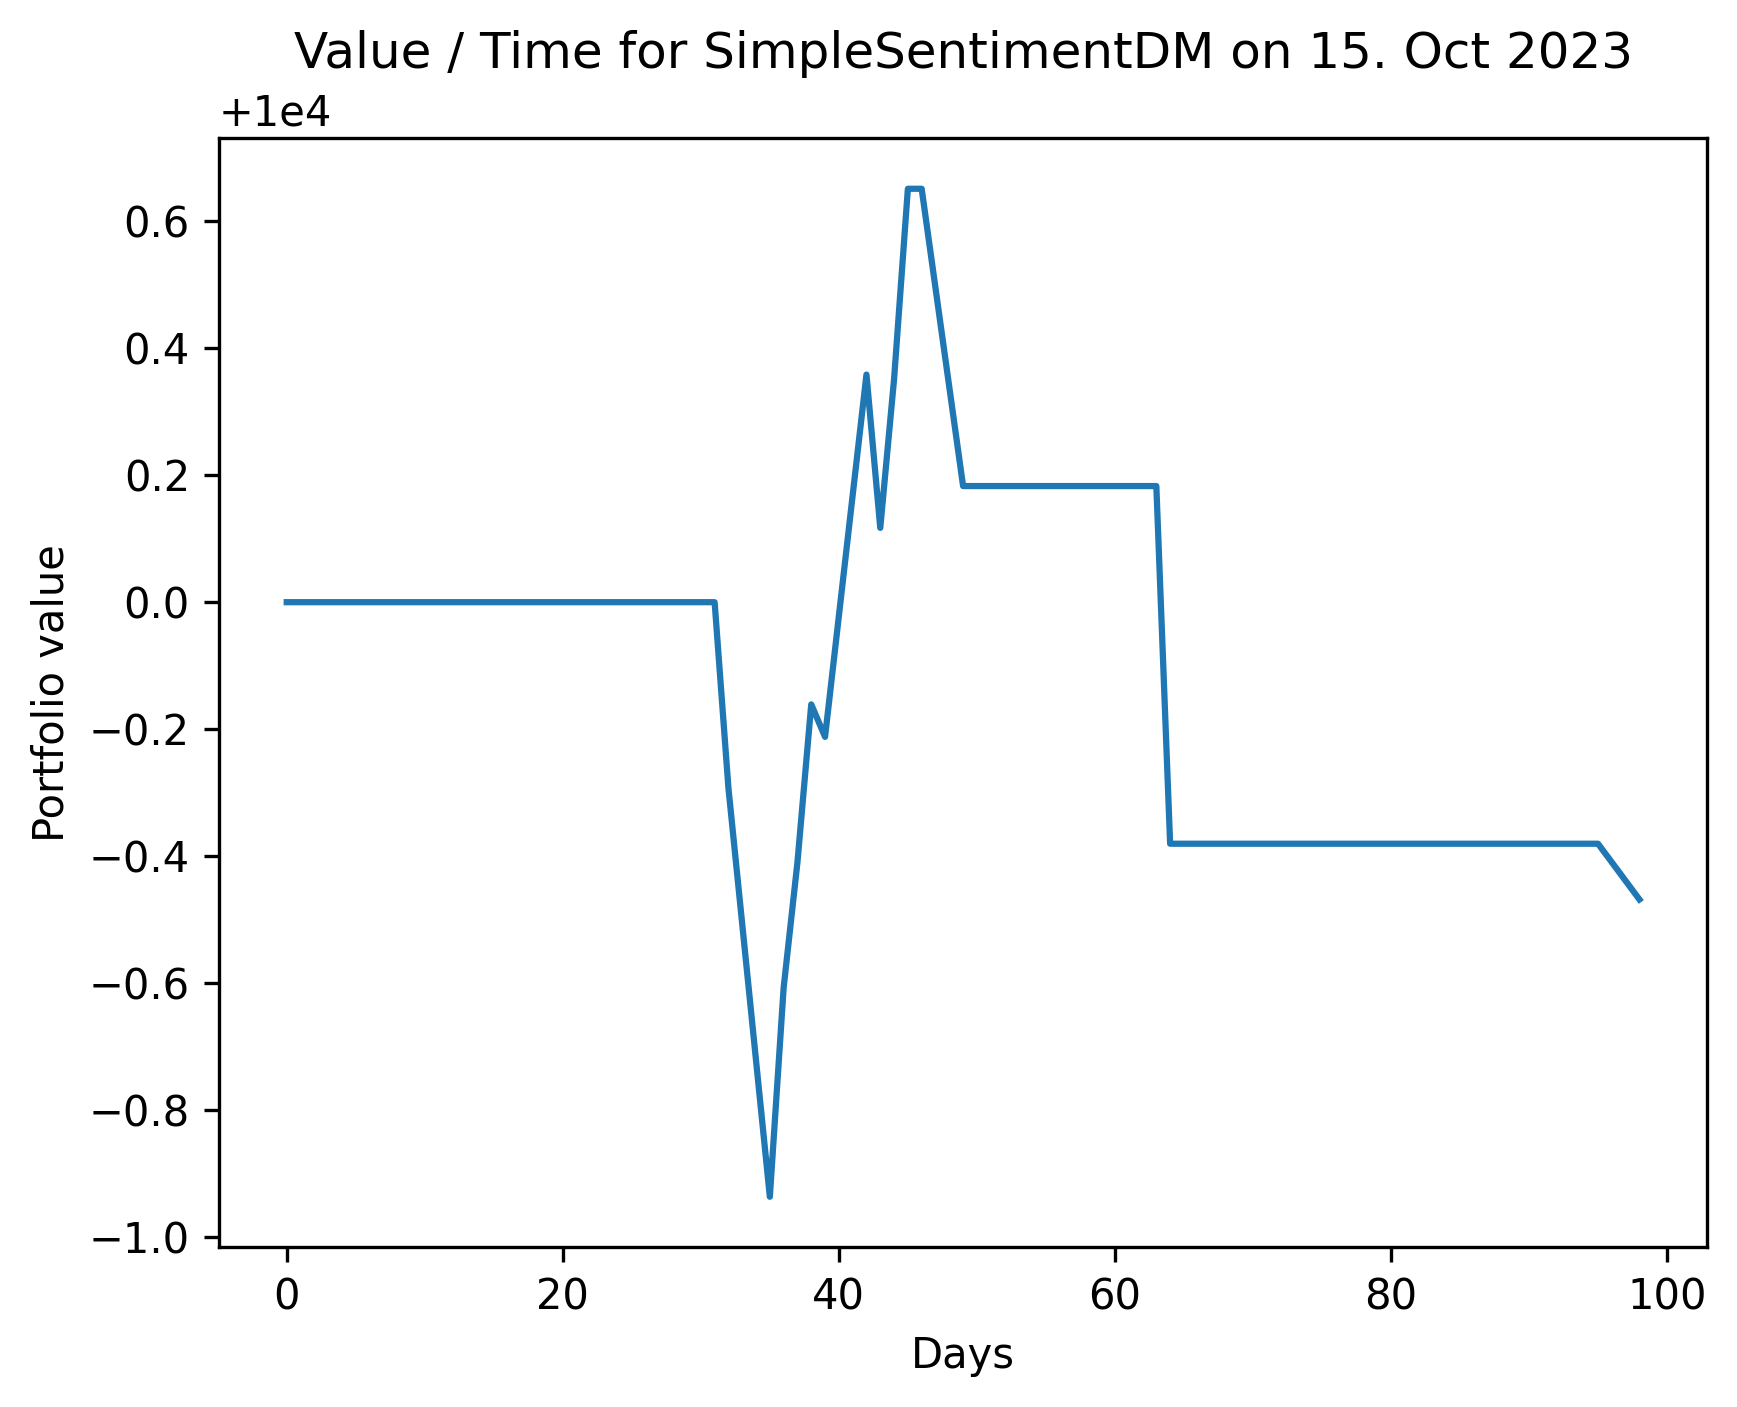 Value / Time for SimpleSentimentDM on 15. Oct 2023
+1e4
0.6
0.4
0.2
0.0
−0.2
−0.4
−0.6
−0.8
−1.0
Portfolio value
0 20 40 60 80 100
Days